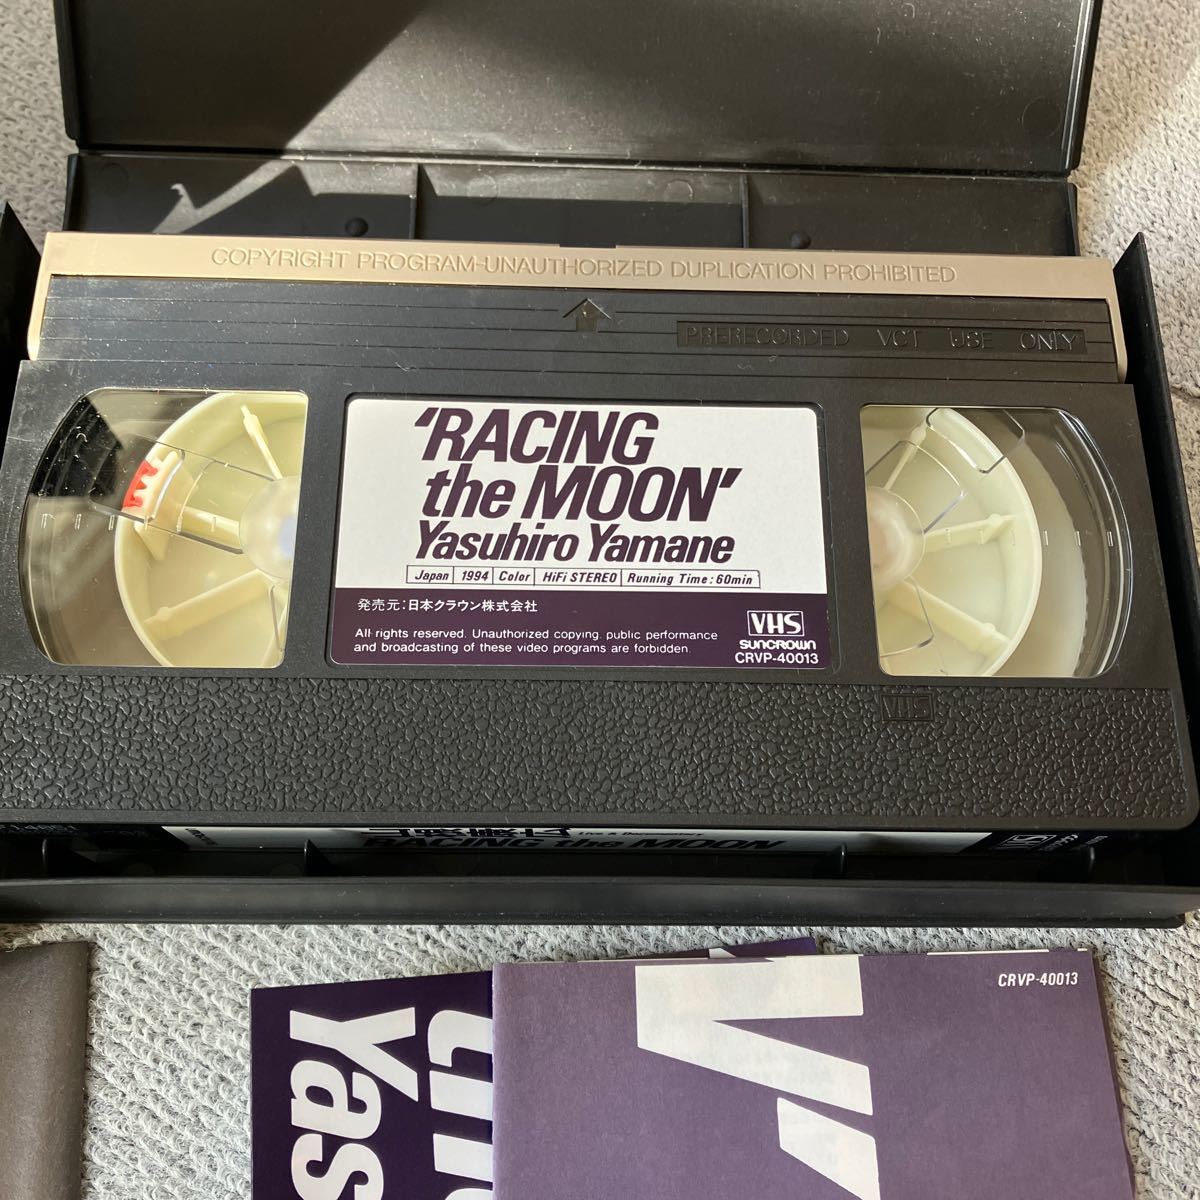 COPYRIGHT PROGRAM-UNAUTHORIZED DUPLICATION PROHIBITED
PRERECORDED VCT USE ONLY
'RACING
the MOON'
Yasuhiro Yamane
Japan 1994 Color HiFi STEREO Running Time: 60min
発売元:日本クラウン株式会社
All rights reserved. Unauthorized copying. public performance
and broadcasting of these video programs are forbidden.
VHS
SUNCROWN
CRVP-40013
VHS
Live & Documentary
RACING the MOON
CRVP-40013
Yas